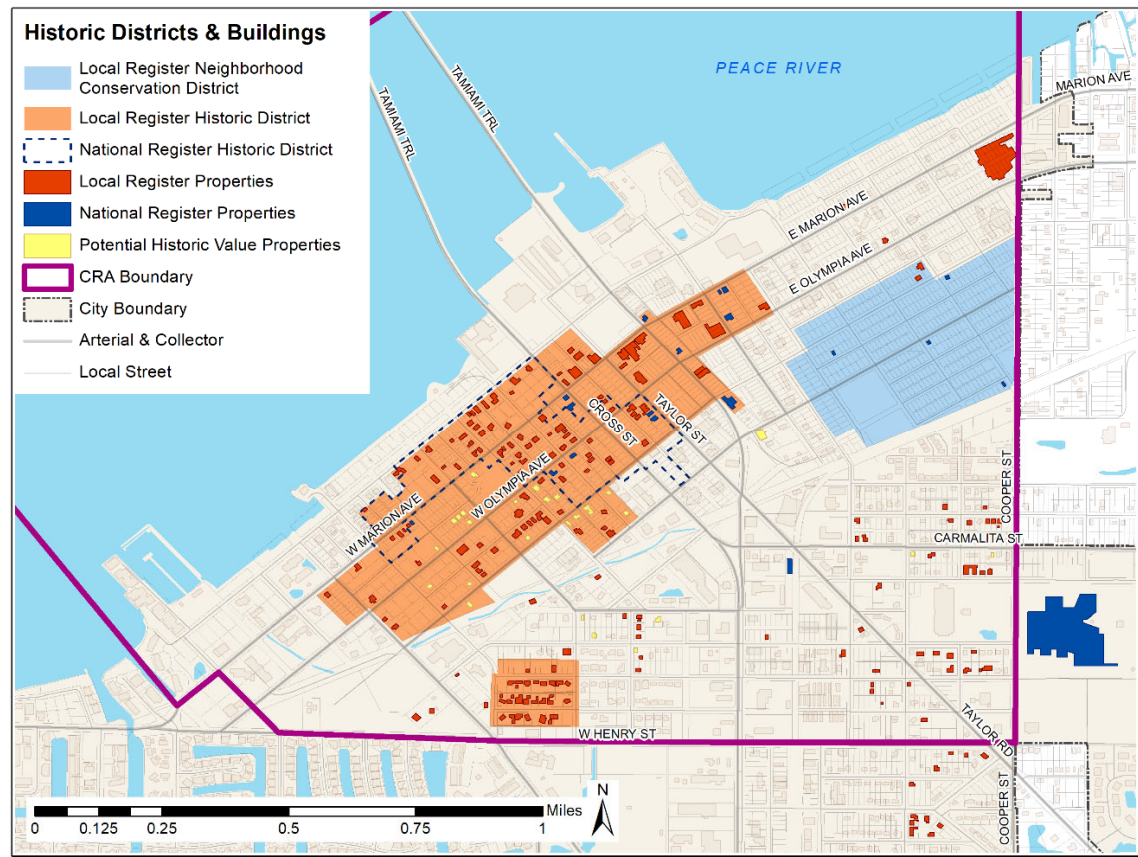 Historic Districts & Buildings
Local Register Neighborhood
Conservation District
Local Register Historic District
National Register Historic District
Local Register Properties
National Register Properties
Potential Historic Value Properties
CRA Boundary
City Boundary
Arterial & Collector
Local Street
PEACE RIVER
TAMIAMI TRL
TAMIAMI TRL
MARION AVE
E MARION AVE
E OLYMPIA AVE
CROSS ST
TAYLOR ST
W OLYMPIA AVE
W MARION AVE
COOPER ST
CARMALITA ST
TAYLOR RD
W HENRY ST
COOPER ST
Miles
N
0
0.125
0.25
0.5
0.75
1